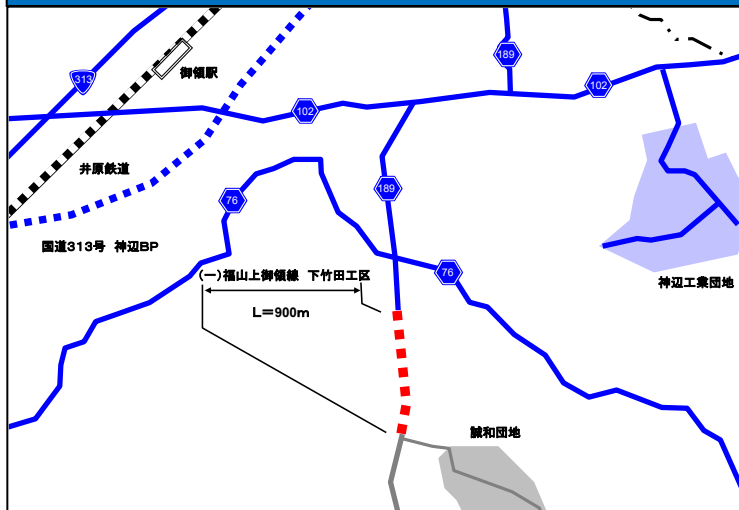 189
313
御領駅
102
102
井原鉄道
76
189
国道313号 神辺BP
(一)福山上御領線 下竹田工区
76
神辺工業団地
L=900m
誠和団地